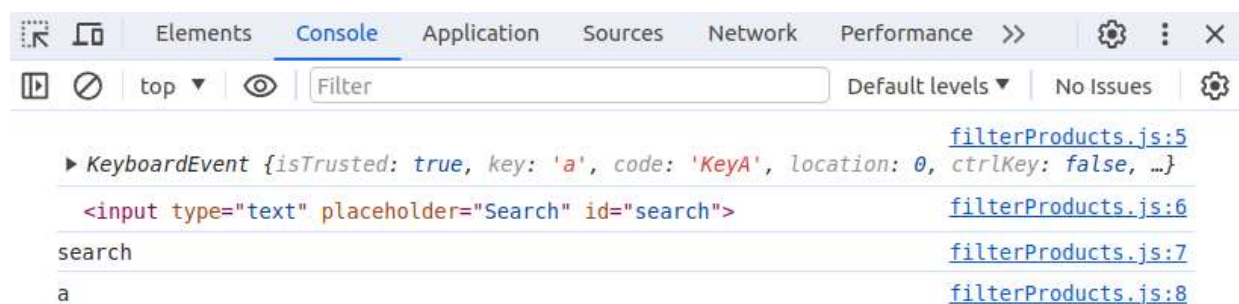 Elements Console Application Sources Network Performance >>
top ▼ Filter Default levels ▼ No Issues
filterProducts.js:5
▶ KeyboardEvent {isTrusted: true, key: 'a', code: 'KeyA', location: 0, ctrlKey: false, …}
<input type="text" placeholder="Search" id="search"> filterProducts.js:6
search filterProducts.js:7
a filterProducts.js:8